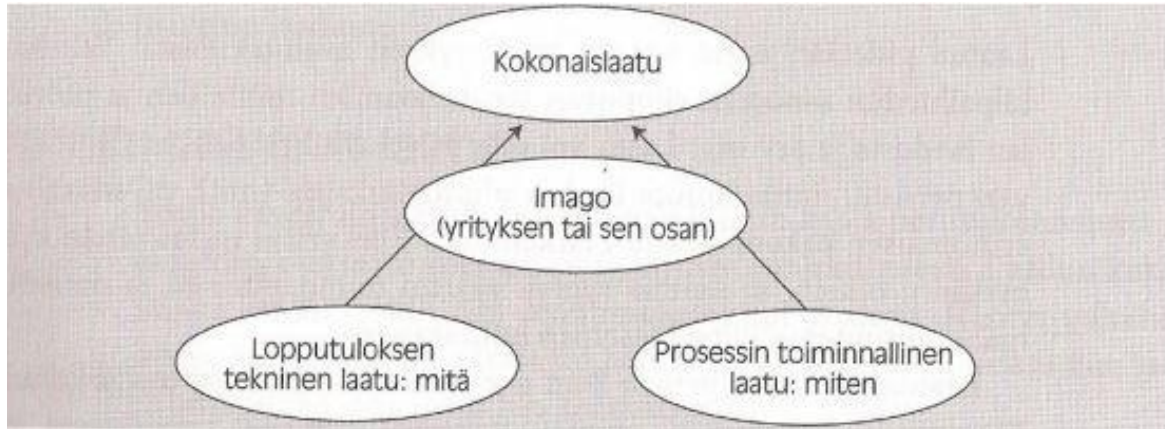 Kokonaislaatu
Imago
(yrityksen tai sen osan)
Lopputuloksen
tekninen laatu: mitä
Prosessin toiminnallinen
laatu: miten